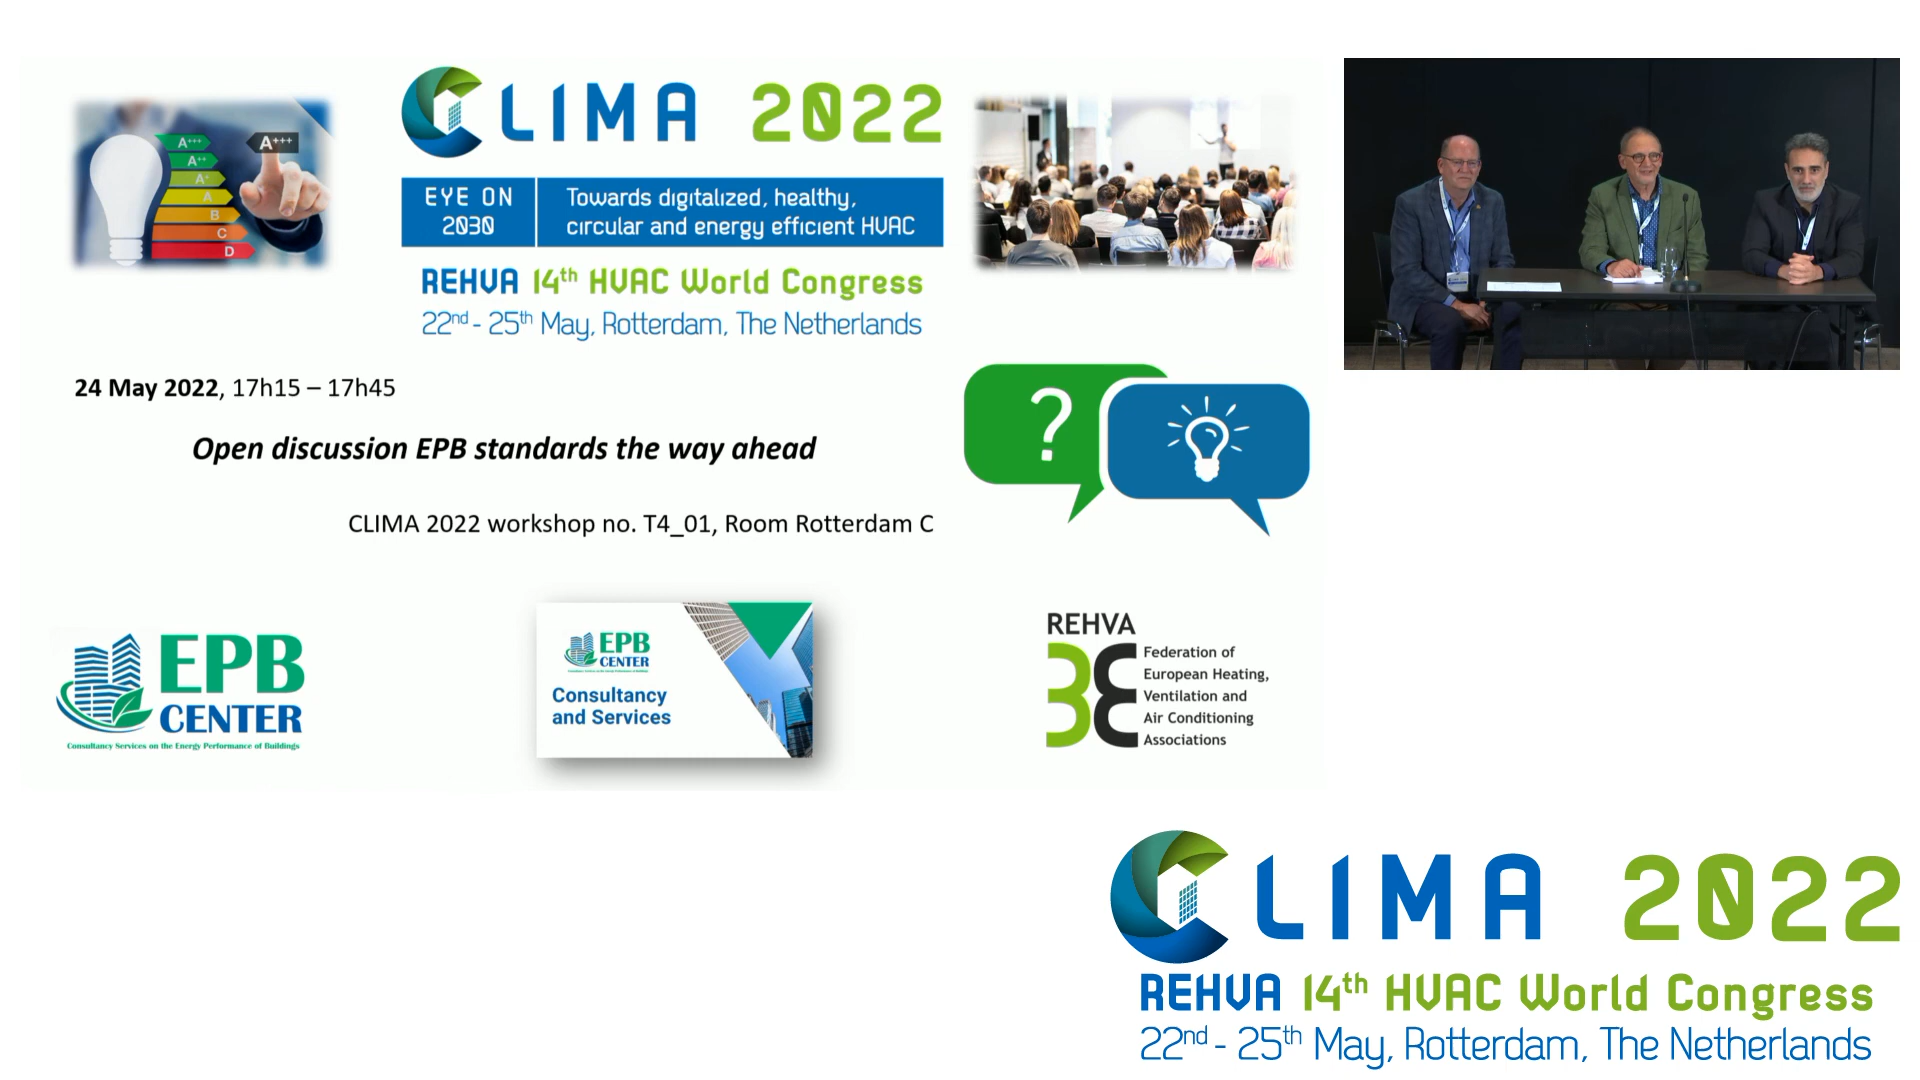 A+++
A++
A+
A
B
C
D
A+++
CLIMA 2022
EYE ON
2030
Towards digitalized, healthy,
circular and energy efficient HVAC
REHVA 14th HVAC World Congress
22nd - 25th May, Rotterdam, The Netherlands
24 May 2022, 17h15 – 17h45
Open discussion EPB standards the way ahead
?
CLIMA 2022 workshop no. T4_01, Room Rotterdam C
EPB
CENTER
Consultancy Services on the Energy Performance of Buildings
EPB
CENTER
Consultancy
and Services
REHVA
Federation of
European Heating,
Ventilation and
Air Conditioning
Associations
CLIMA 2022
REHVA 14th HVAC World Congress
22nd - 25th May, Rotterdam, The Netherlands